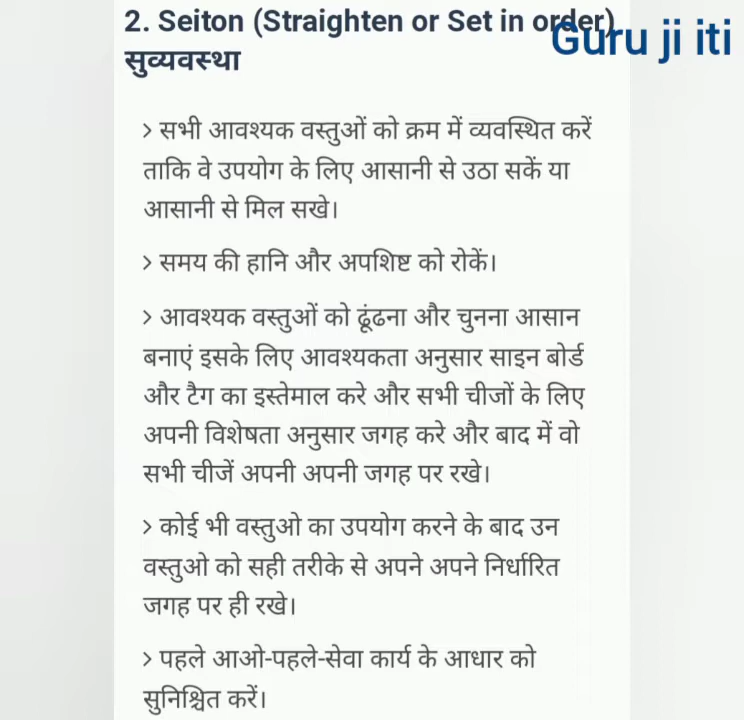 2. Seiton (Straighten or Set in order)
Guru ji iti
सुव्यवस्था
> सभी आवश्यक वस्तुओं को क्रम में व्यवस्थित करें
ताकि वे उपयोग के लिए आसानी से उठा सकें या
आसानी से मिल सखे।
> समय की हानि और अपशिष्ट को रोकें।
> आवश्यक वस्तुओं को ढूंढना और चुनना आसान
बनाएं इसके लिए आवश्यकता अनुसार साइन बोर्ड
और टैग का इस्तेमाल करे और सभी चीजों के लिए
अपनी विशेषता अनुसार जगह करे और बाद में वो
सभी चीजें अपनी अपनी जगह पर रखे।
> कोई भी वस्तुओ का उपयोग करने के बाद उन
वस्तुओ को सही तरीके से अपने अपने निर्धारित
जगह पर ही रखे।
> पहले आओ-पहले-सेवा कार्य के आधार को
सुनिश्चित करें।